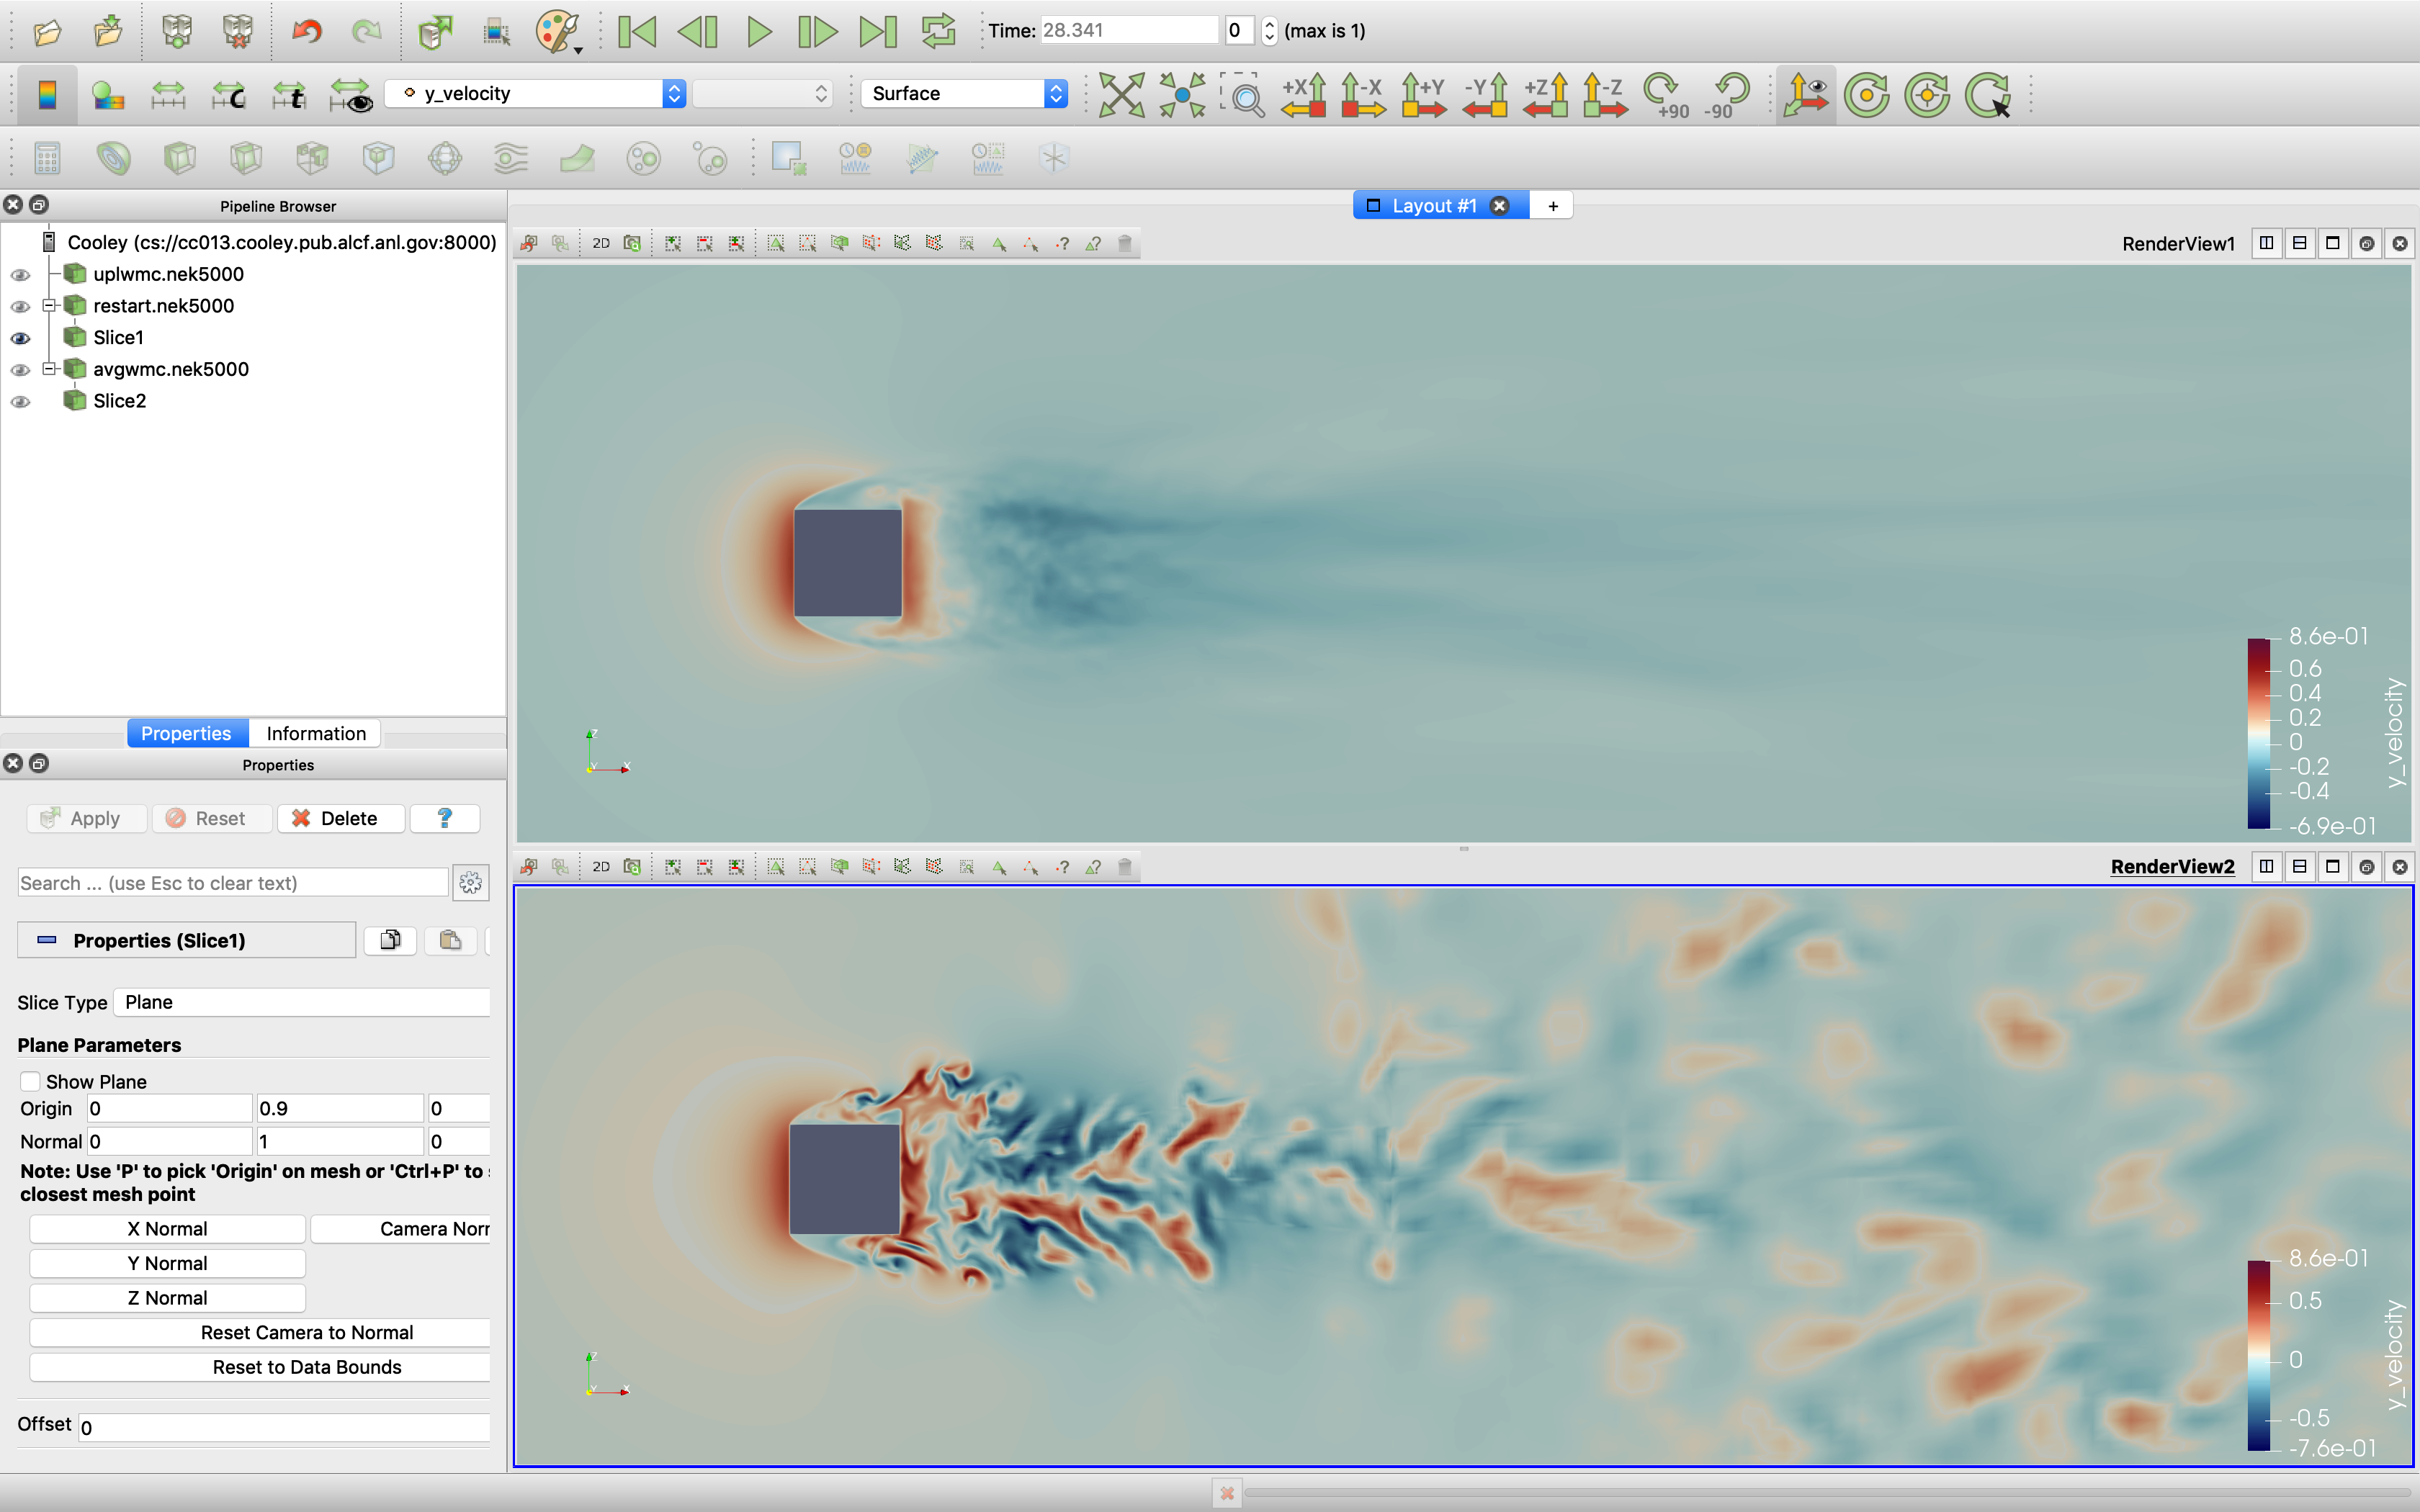 Time: 28.341 0 (max is 1)
y_velocity Surface +X -X +Y -Y +Z -Z +90 -90
C t
Pipeline Browser
Layout #1 +
Cooley (cs://cc013.cooley.pub.alcf.anl.gov:8000)
uplwmc.nek5000
restart.nek5000
Slice1
avgwmc.nek5000
Slice2
2D ? ? RenderView1
8.6e-01
0.6
0.4
0.2
0
-0.2
-0.4
-6.9e-01
y_velocity
Z
Y X
Properties Information
Properties
Apply Reset Delete ?
Search ... (use Esc to clear text)
Properties (Slice1)
Slice Type Plane
Plane Parameters
Show Plane
Origin 0 0.9 0
Normal 0 1 0
Note: Use 'P' to pick 'Origin' on mesh or 'Ctrl+P' to
closest mesh point
X Normal Camera Norr
Y Normal
Z Normal
Reset Camera to Normal
Reset to Data Bounds
Offset 0
2D ? ? RenderView2
8.6e-01
0.5
0
-0.5
-7.6e-01
y_velocity
Z
Y X